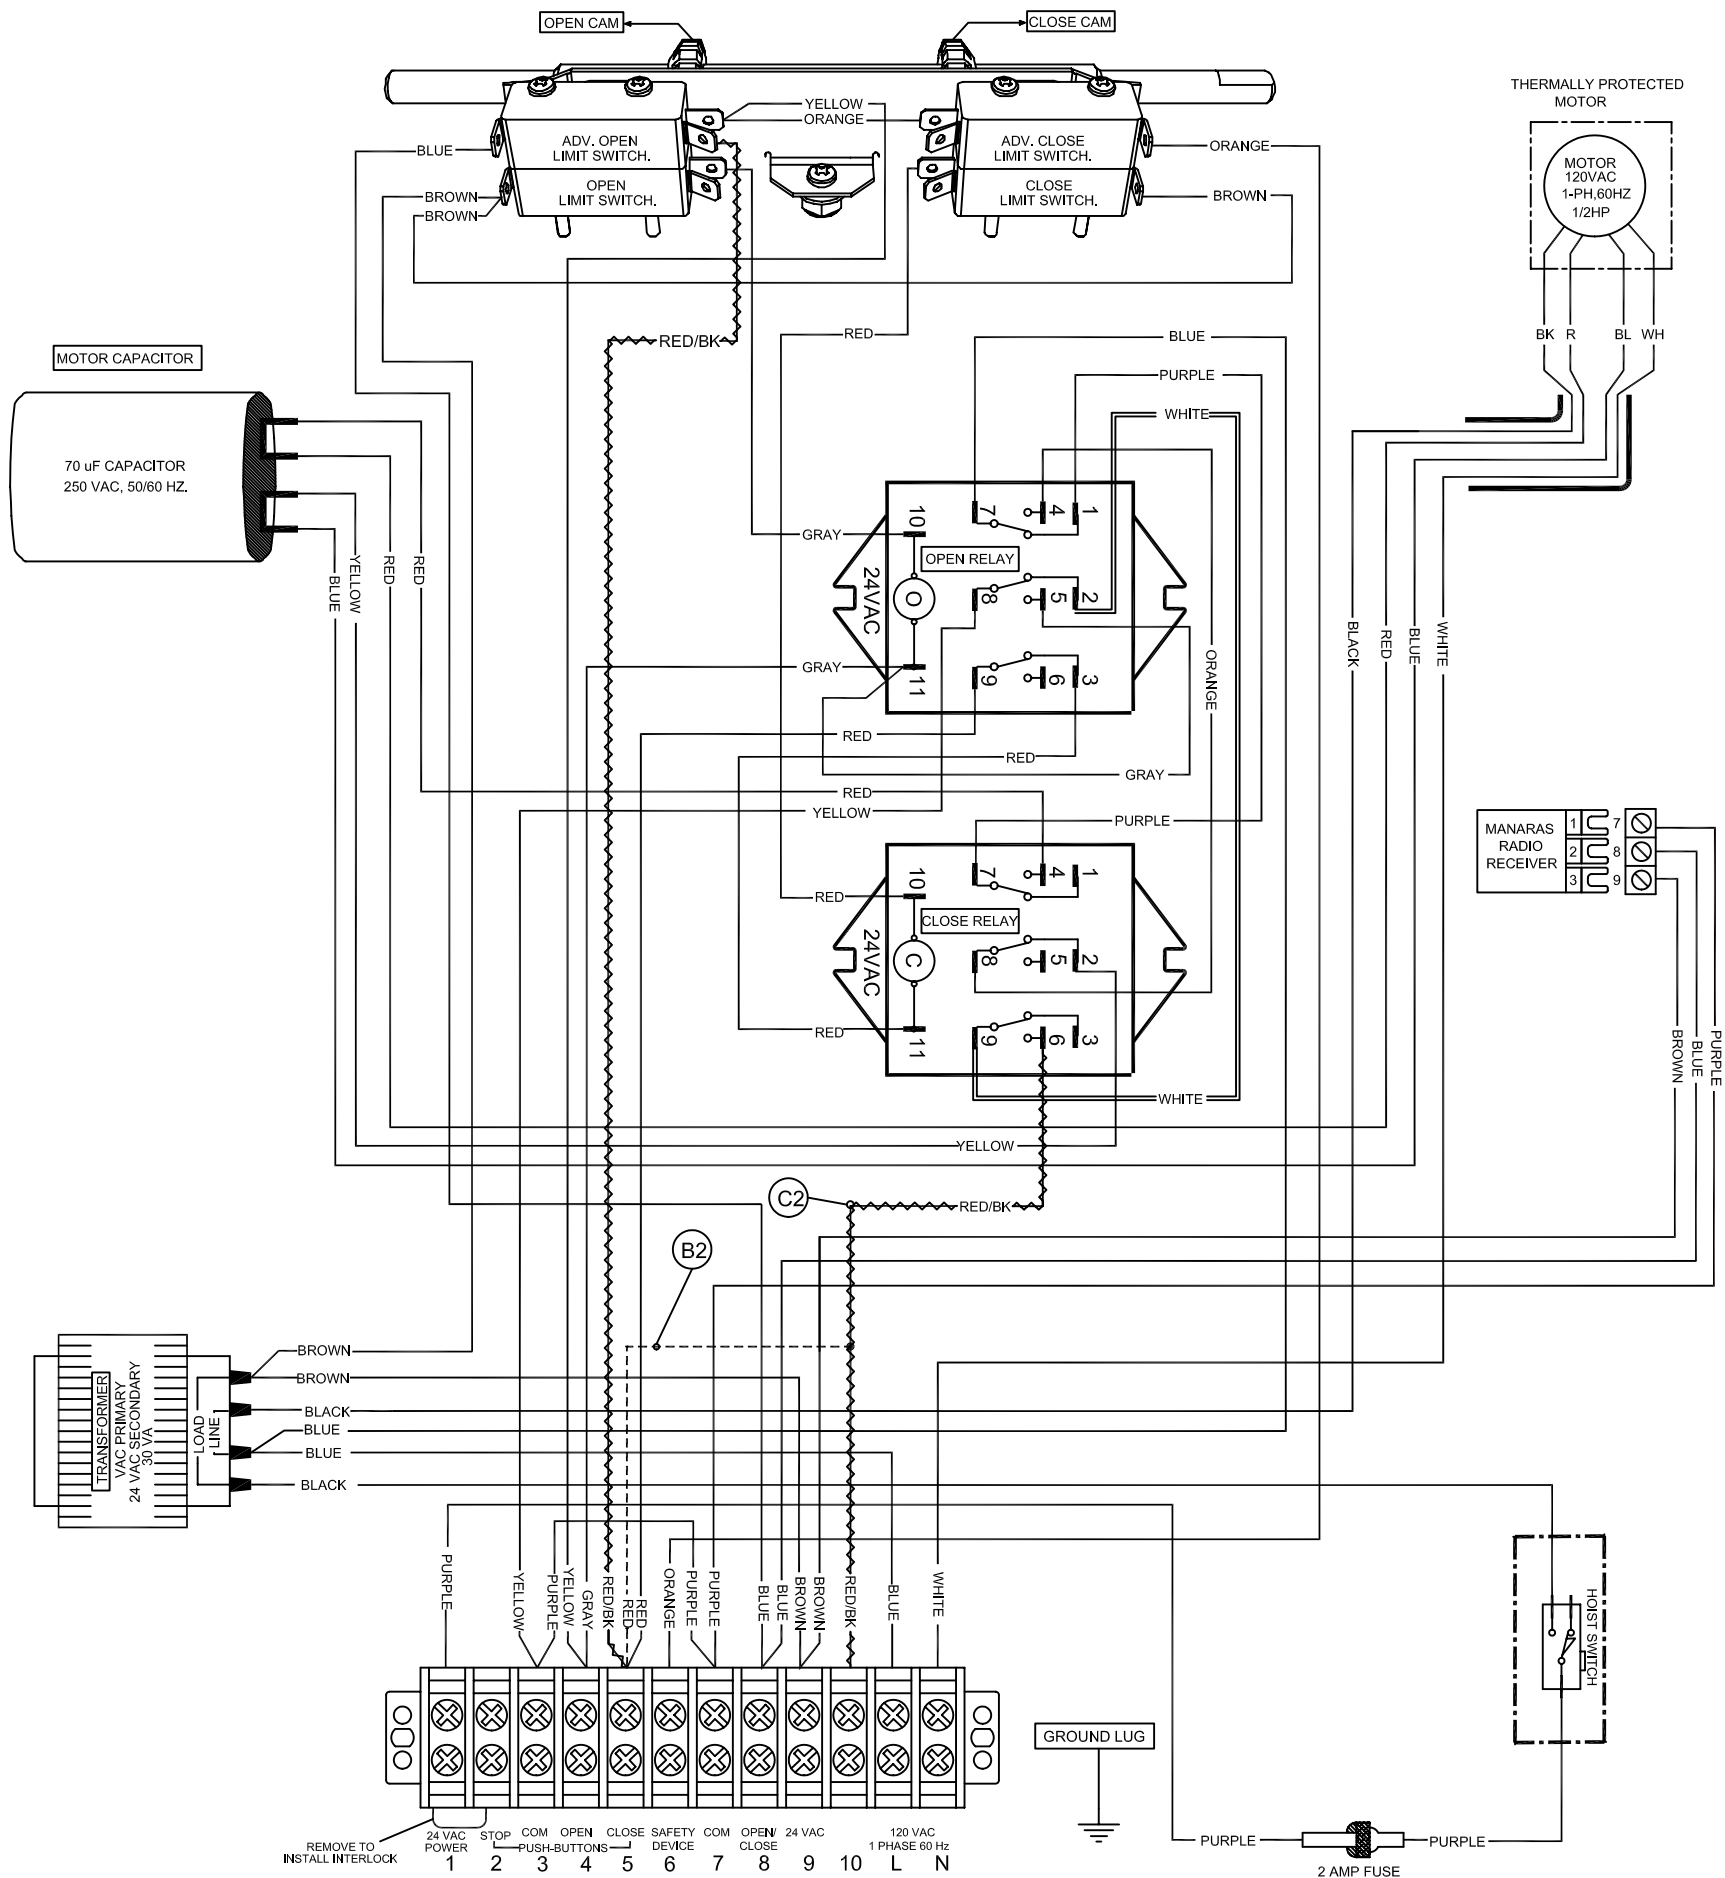 OPEN CAM
CLOSE CAM
YELLOW
ORANGE
ADV. OPEN
LIMIT SWITCH.
OPEN
LIMIT SWITCH.
ADV. CLOSE
LIMIT SWITCH.
CLOSE
LIMIT SWITCH.
BLUE
BROWN
BROWN
ORANGE
BROWN
THERMALLY PROTECTED
MOTOR
MOTOR
120VAC
1-PH,60HZ
1/2HP
BK
R
BL
WH
RED/BK
RED
BLUE
PURPLE
WHITE
MOTOR CAPACITOR
70 uF CAPACITOR
250 VAC, 50/60 HZ.
BLUE
YELLOW
RED
RED
GRAY
10
7
4
1
OPEN RELAY
24VAC
O
8
5
2
GRAY
11
9
6
3
ORANGE
BLACK
RED
BLUE
WHITE
RED
RED
GRAY
RED
YELLOW
PURPLE
MANARAS
RADIO
RECEIVER
1
2
3
7
8
9
10
7
4
1
RED
CLOSE RELAY
24VAC
C
8
5
2
RED
11
9
6
3
BROWN
BLUE
PURPLE
WHITE
YELLOW
C2
RED/BK
B2
TRANSFORMER
VAC PRIMARY
24 VAC SECONDARY
30 VA
LOAD
LINE
BROWN
BROWN
BLACK
BLUE
BLUE
BLACK
PURPLE
YELLOW
PURPLE
YELLOW
GRAY
RED/BK
RED
RED
ORANGE
PURPLE
PURPLE
BLUE
BLUE
BROWN
BROWN
RED/BK
BLUE
WHITE
HOIST SWITCH
GROUND LUG
REMOVE TO
INSTALL INTERLOCK
24 VAC
POWER
STOP
COM
OPEN
CLOSE
PUSH-BUTTONS
SAFETY
DEVICE
COM
OPEN/
CLOSE
24 VAC
120 VAC
1 PHASE 60 Hz
1 2 3 4 5 6 7 8 9 10 L N
PURPLE
PURPLE
2 AMP FUSE